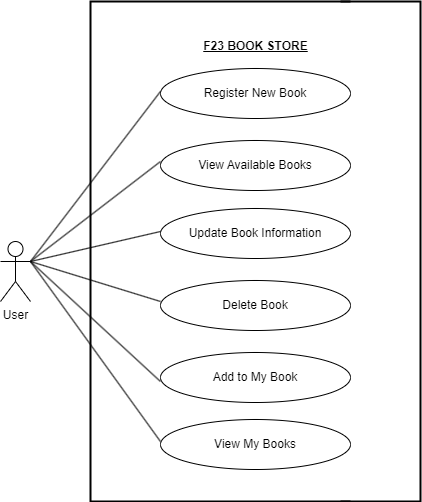 F23 BOOK STORE
Register New Book
View Available Books
Update Book Information
Delete Book
User
Add to My Book
View My Books